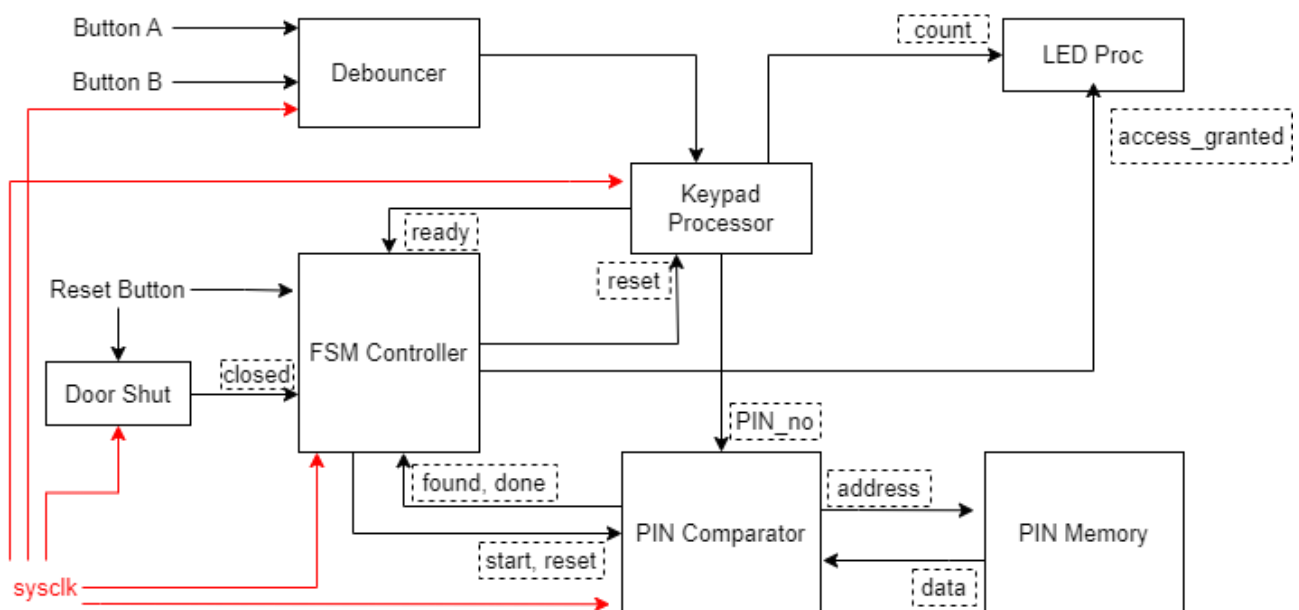 Button A
Button B
Debouncer
count
LED Proc
access_granted
Keypad
Processor
ready
reset
Reset Button
FSM Controller
closed
Door Shut
PIN_no
found, done
address
PIN Comparator
PIN Memory
start, reset
data
sysclk